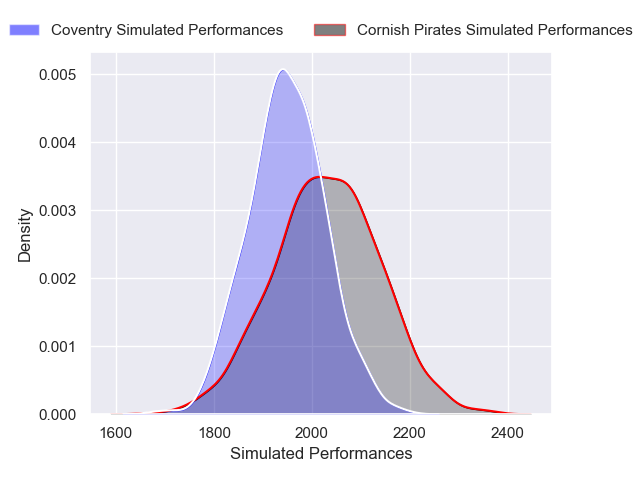 Coventry Simulated Performances
Cornish Pirates Simulated Performances
0.005
0.004
0.003
0.002
0.001
0.000
Density
1600
1800
2000
2200
2400
Simulated Performances